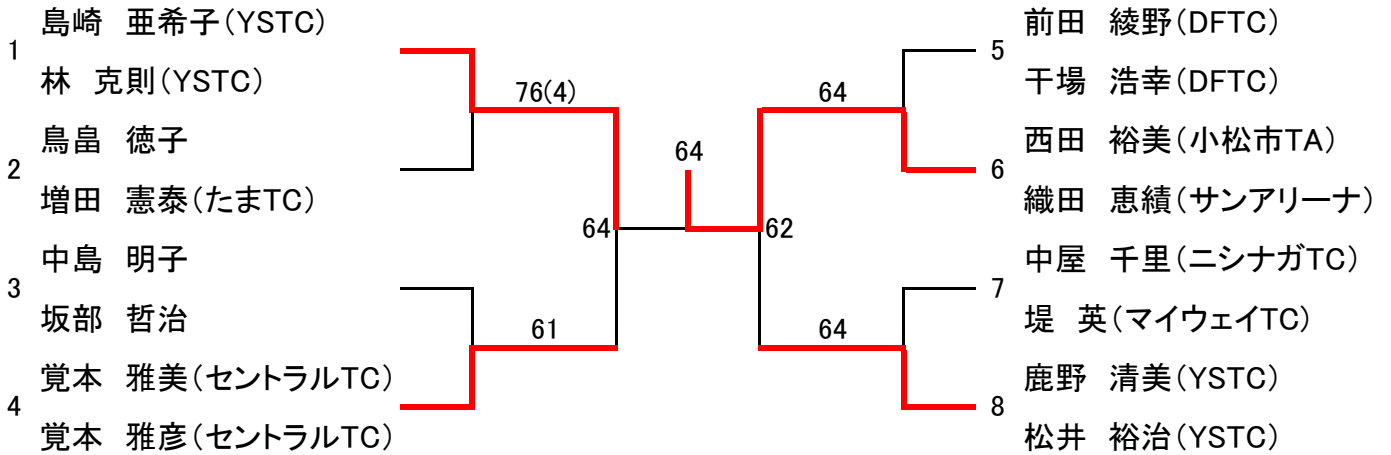 1
島崎　亜希子(YSTC)
林　克則(YSTC)
2
鳥畠　徳子
増田　憲泰(たまTC)
3
中島　明子
坂部　哲治
4
覚本　雅美(セントラルTC)
覚本　雅彦(セントラルTC)
76(4)
61
64
64
62
64
64
5
前田　綾野(DFTC)
干場　浩幸(DFTC)
6
西田　裕美(小松市TA)
織田　恵績(サンアリーナ)
7
中屋　千里(ニシナガTC)
堤　英(マイウェイTC)
8
鹿野　清美(YSTC)
松井　裕治(YSTC)